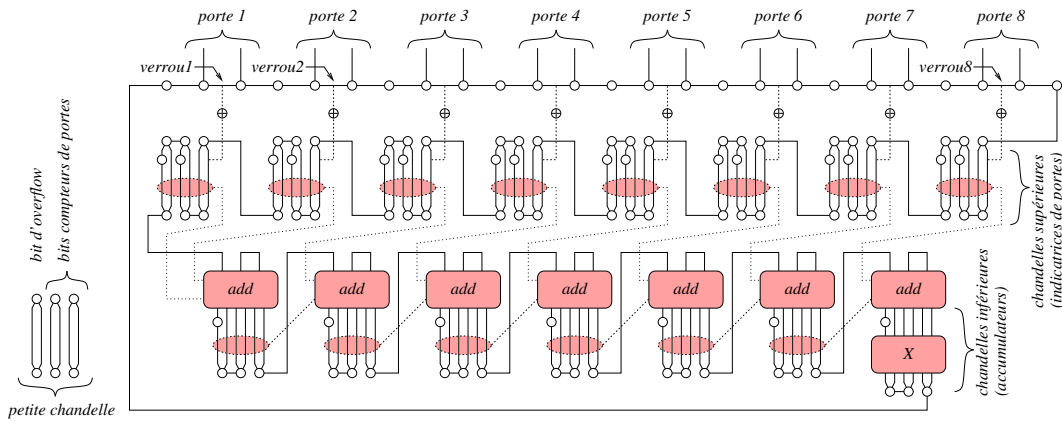 porte 1
porte 2
porte 3
porte 4
porte 5
porte 6
porte 7
porte 8
verrou1
verrou2
verrou8
bit d'overflow
bits compteurs de portes
chandelles supérieures
(indicatrices de portes)
add
add
add
add
add
add
add
X
chandelles inférieures
(accumulateurs)
petite chandelle